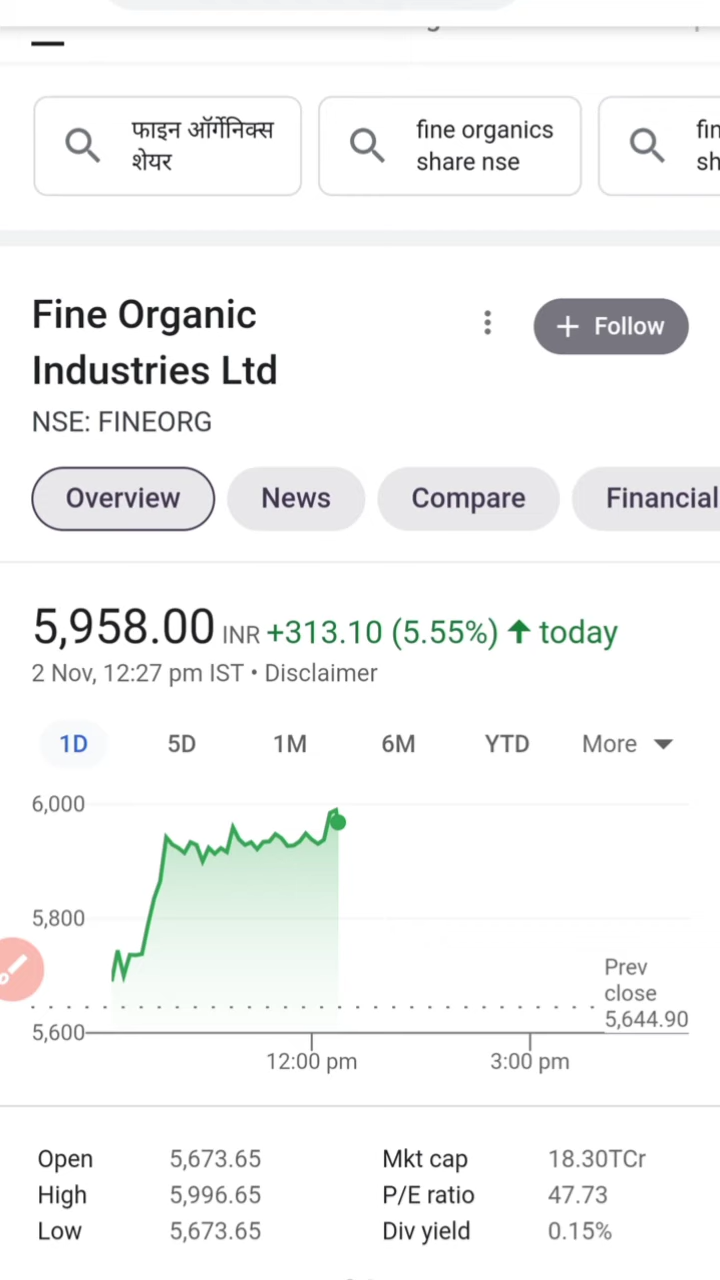 फाइन ऑर्गेनिक्स
शेयर
fine organics
share nse
Fine Organic
Industries Ltd
Follow
NSE: FINEORG
Overview
News
Compare
Financial
5,958.00 INR +313.10 (5.55%) ↑ today
2 Nov, 12:27 pm IST • Disclaimer
1D
5D
1M
6M
YTD
More
6,000
5,800
Prev
close
5,644.90
5,600
12:00 pm
3:00 pm
Open 5,673.65
High 5,996.65
Low 5,673.65
Mkt cap 18.30TCr
P/E ratio 47.73
Div yield 0.15%